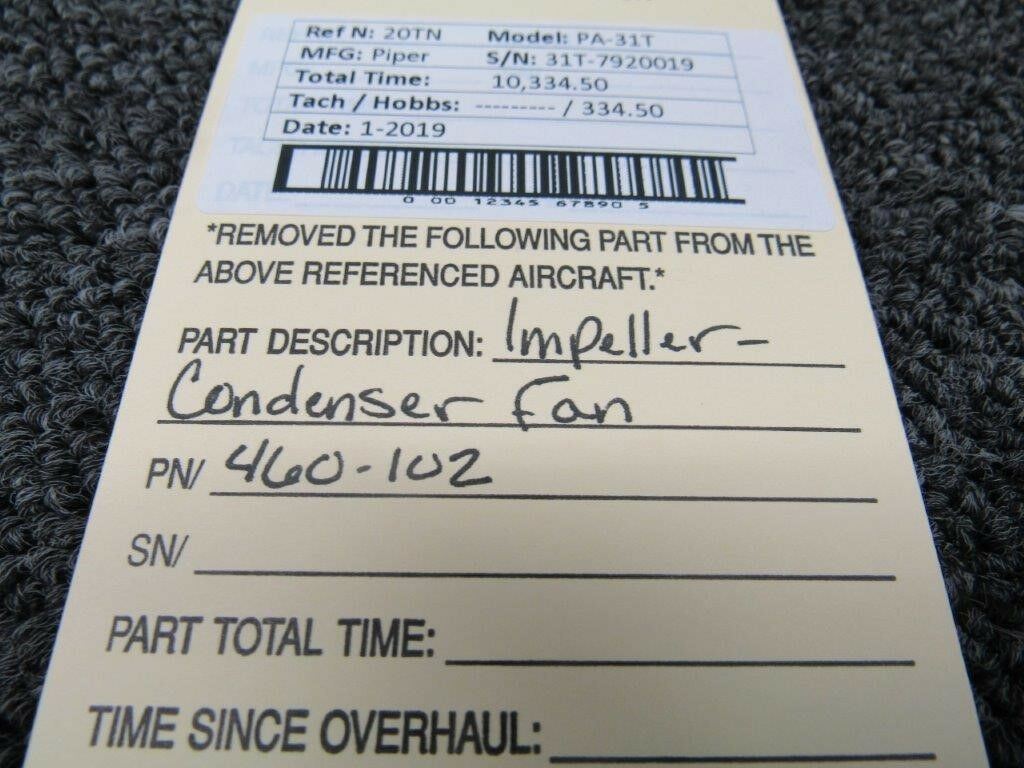 Ref N: 20TN Model: PA-31T
MFG: Piper S/N: 31T-7920019
Total Time: 10,334.50
Tach / Hobbs: --------- / 334.50
Date: 1-2019
0 00 12345 67890 5
*REMOVED THE FOLLOWING PART FROM THE
ABOVE REFERENCED AIRCRAFT.*
PART DESCRIPTION: Impeller-
Condenser Fan
PN/ 460-102
SN/
PART TOTAL TIME:
TIME SINCE OVERHAUL: